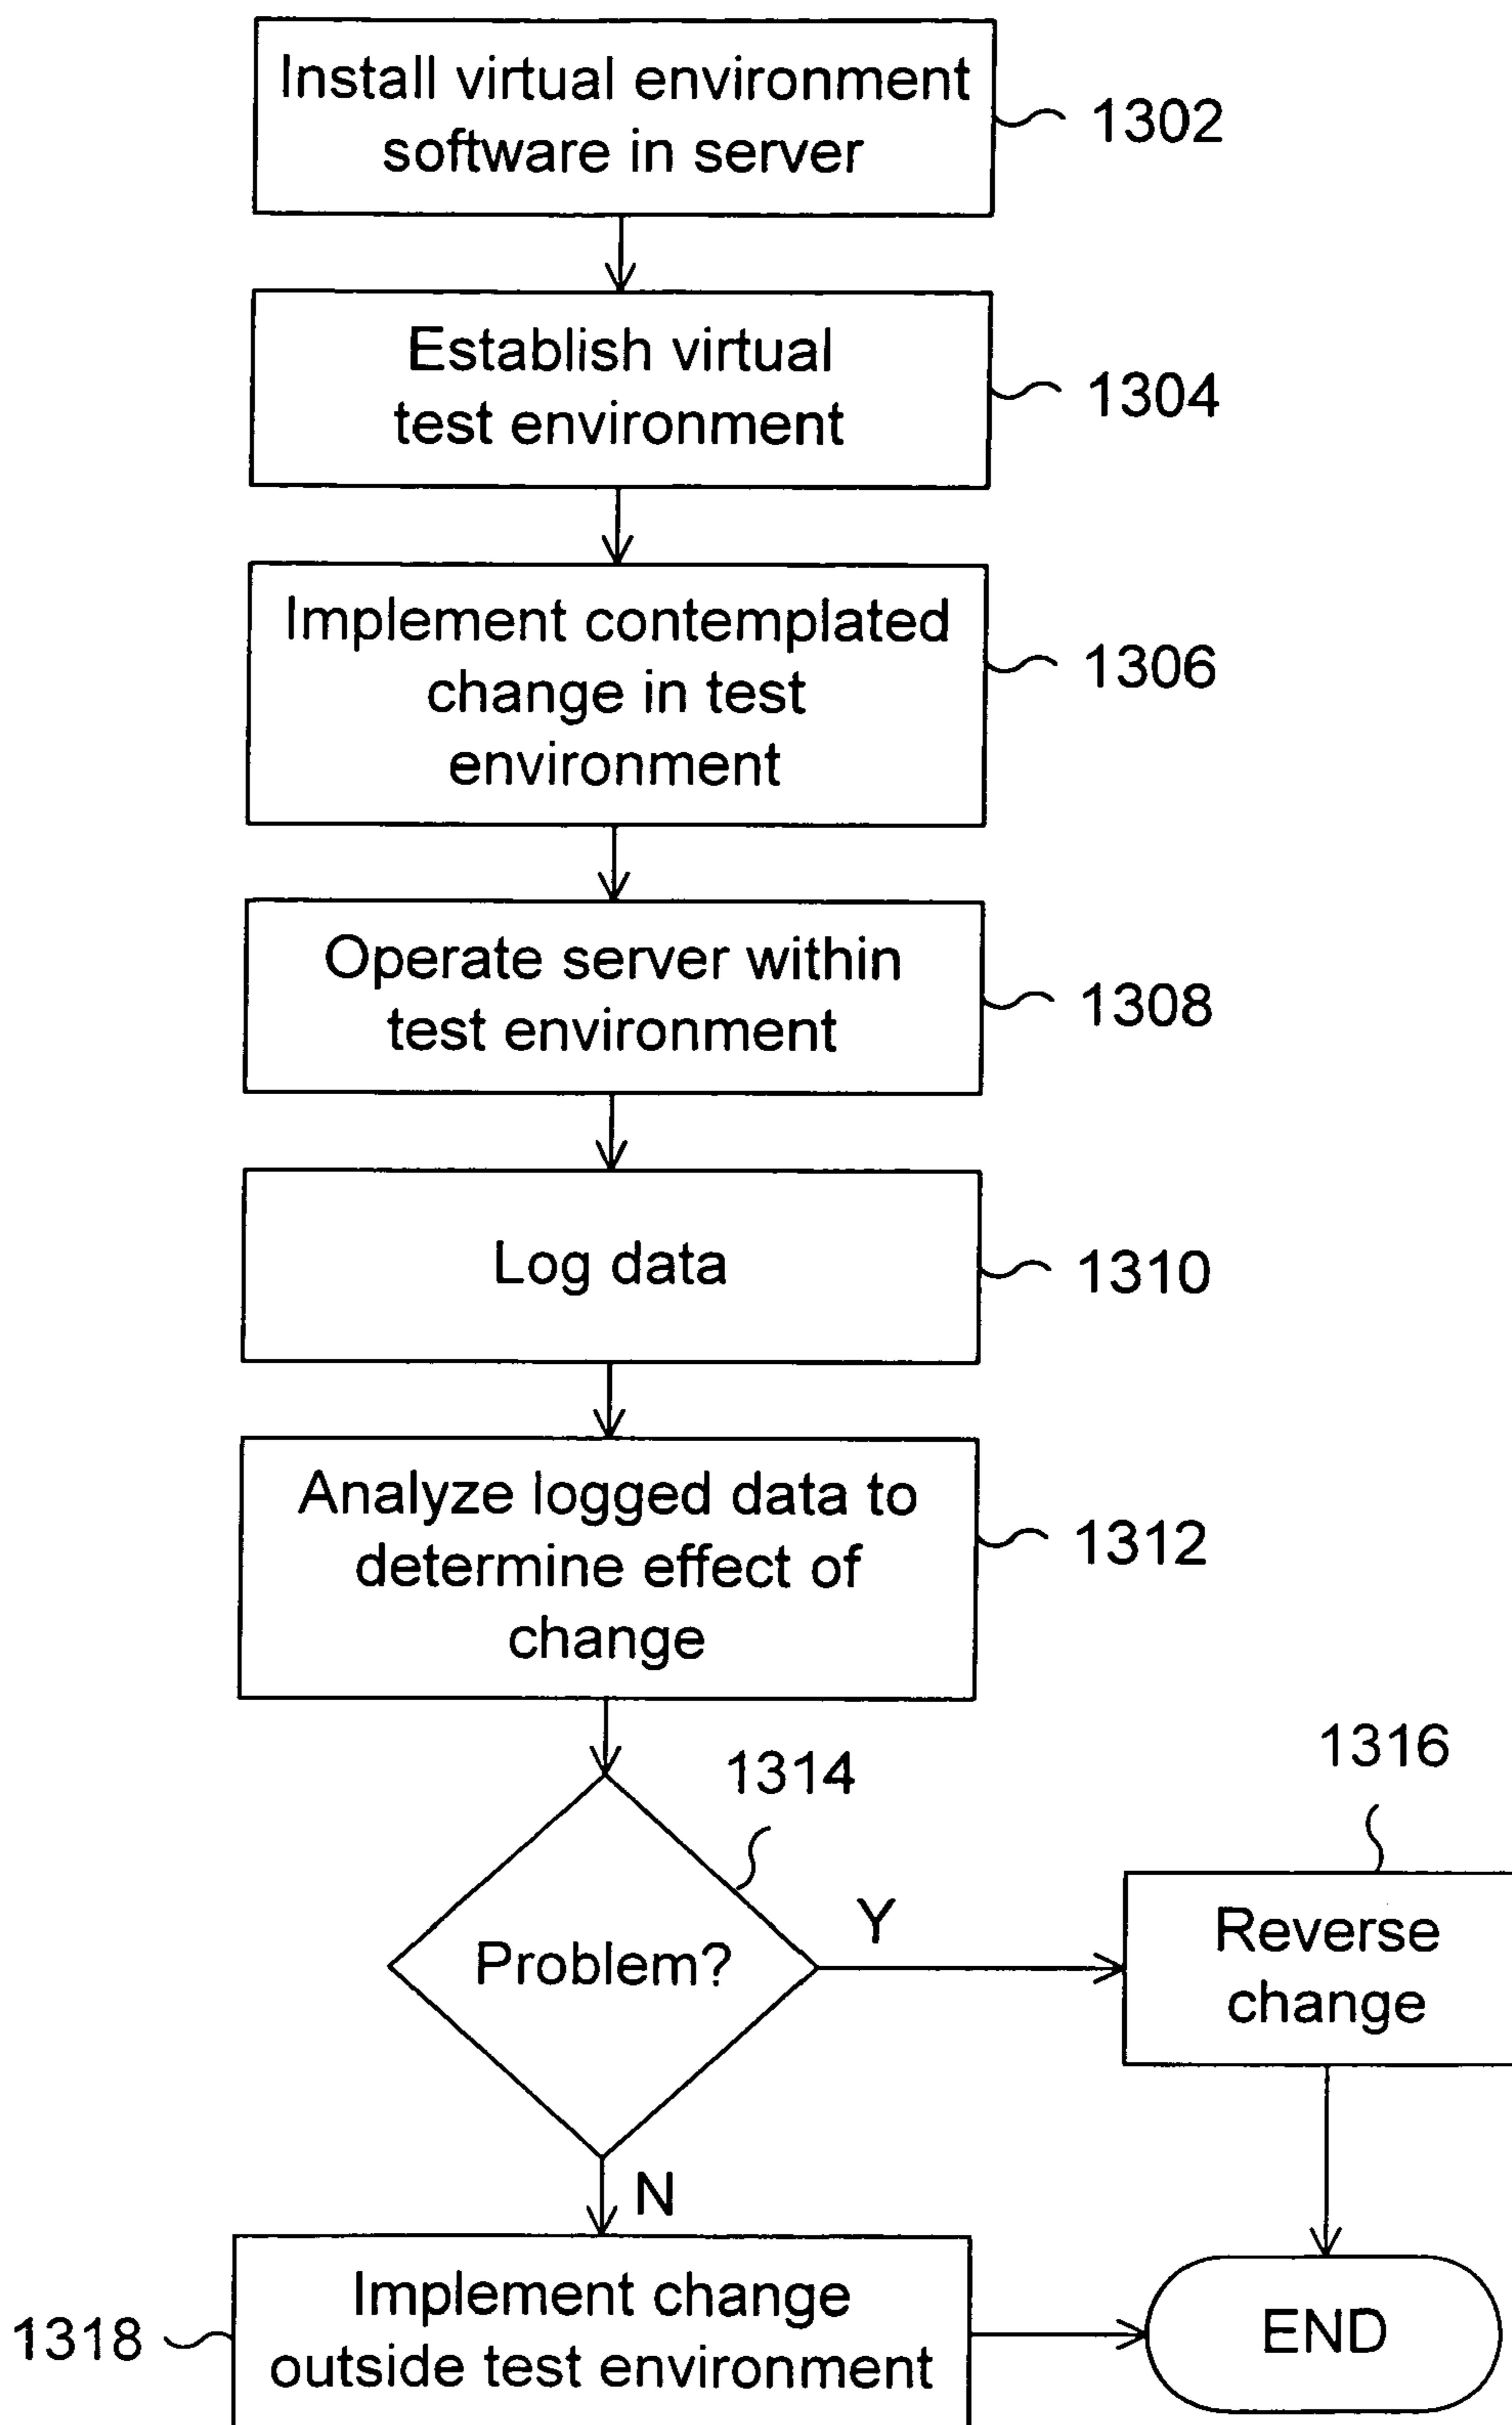 Install virtual environment
software in server
1302
Establish virtual
test environment
1304
Implement contemplated
change in test
environment
1306
Operate server within
test environment
1308
Log data
1310
Analyze logged data to
determine effect of
change
1312
1314
Problem?
Y
1316
Reverse
change
N
1318
Implement change
outside test environment
END